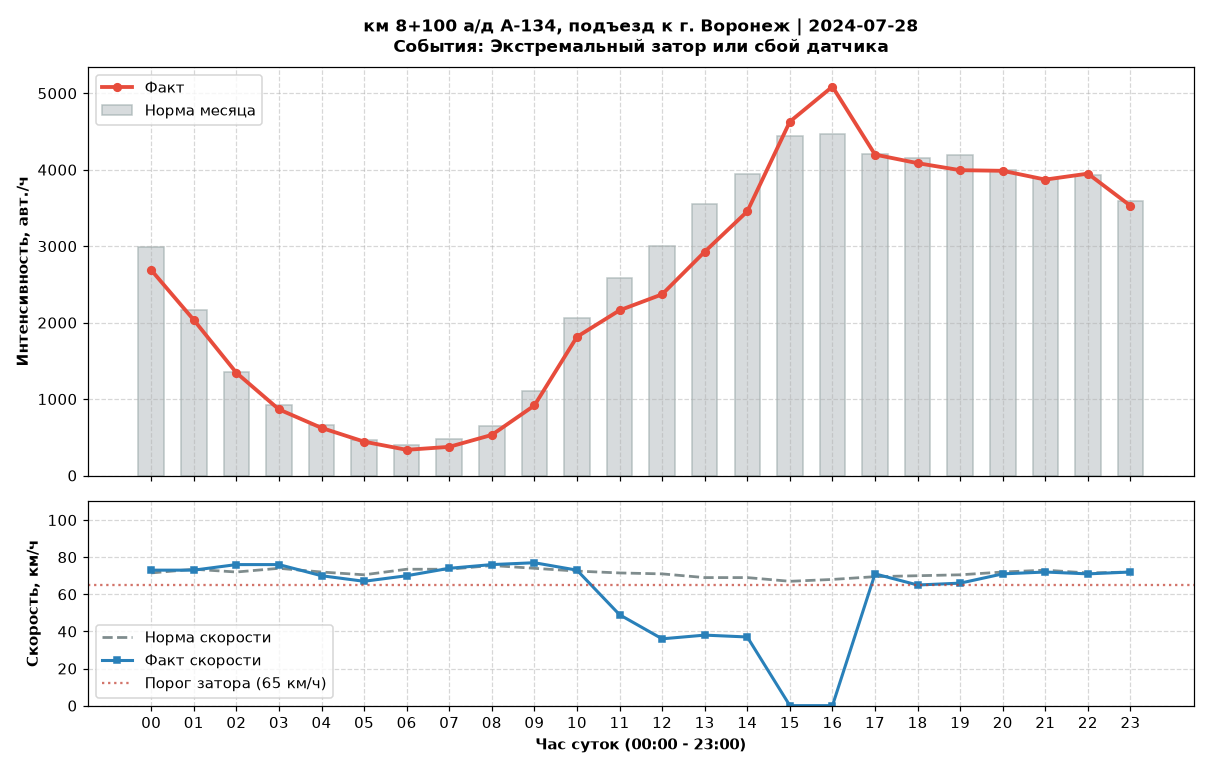 км 8+100 а/д А-134, подъезд к г. Воронеж | 2024-07-28
События: Экстремальный затор или сбой датчика
Интенсивность, авт./ч
5000
4000
3000
2000
1000
0
Факт
Норма месяца
Скорость, км/ч
100
80
60
40
20
0
Норма скорости
Факт скорости
Порог затора (65 км/ч)
00 01 02 03 04 05 06 07 08 09 10 11 12 13 14 15 16 17 18 19 20 21 22 23
Час суток (00:00 - 23:00)